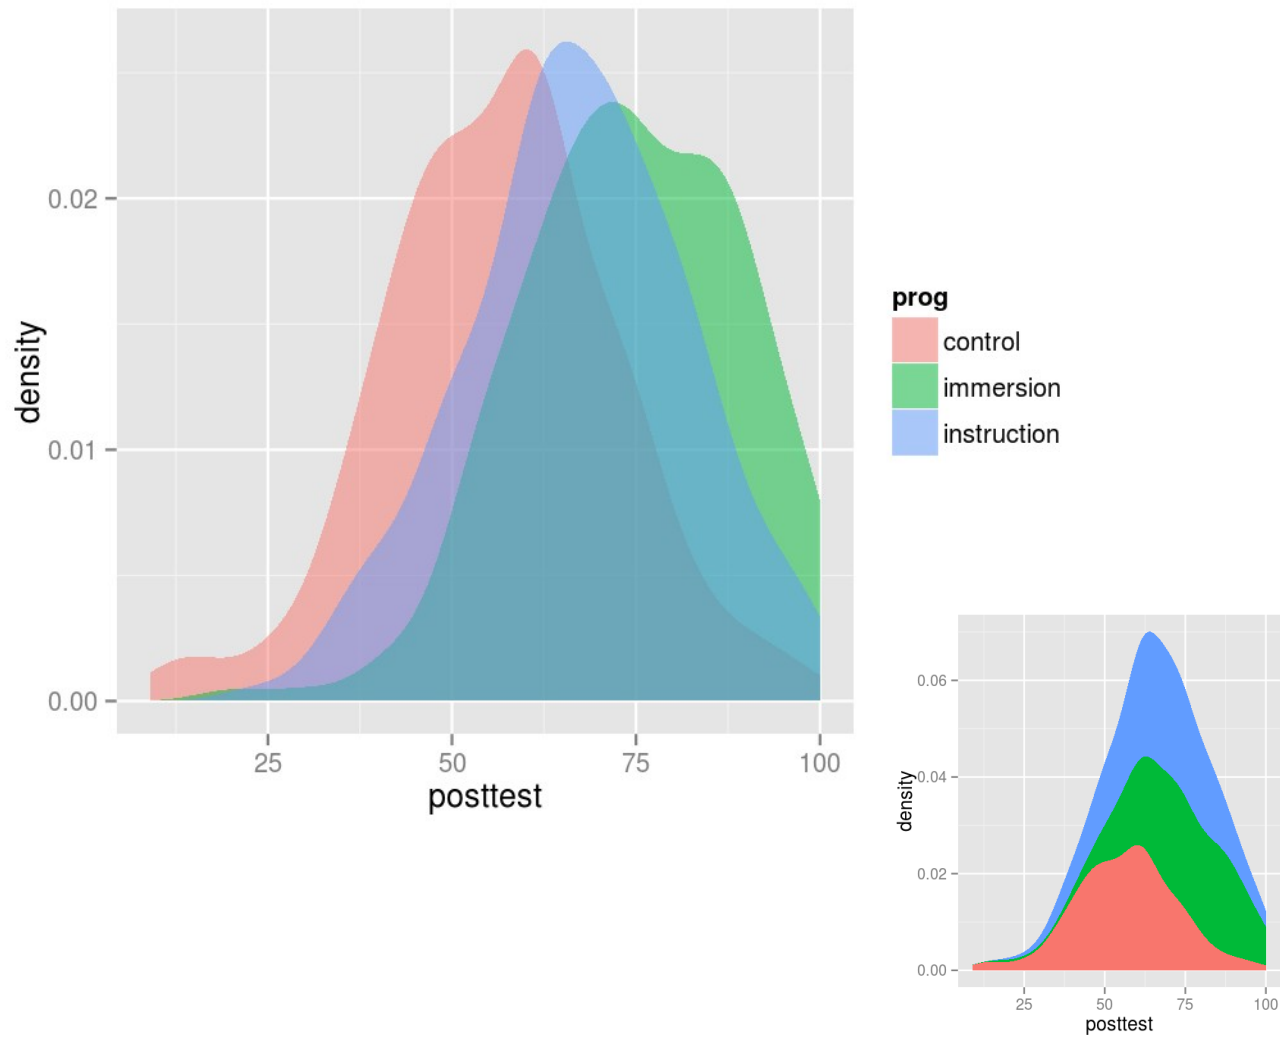 density
0.02
0.01
0.00
25 50 75 100
posttest
prog
control
immersion
instruction
density
0.06
0.04
0.02
0.00
25 50 75 100
posttest